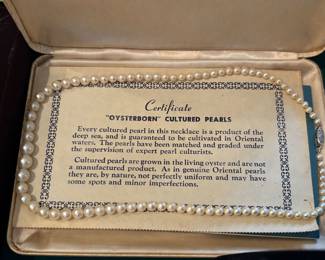 Certificate
"OYSTERBORN" CULTURED PEARLS
Every cultured pearl in this necklace is a product of the
deep sea, and is guaranteed to be cultivated in Oriental
waters. The pearls have been matched and graded under
the supervision of expert pearl culturists.
Cultured pearls are grown in the living oyster and are not
a manufactured product. As in genuine Oriental pearls
they are, by nature, not perfectly uniform and may have
some spots and minor imperfections.